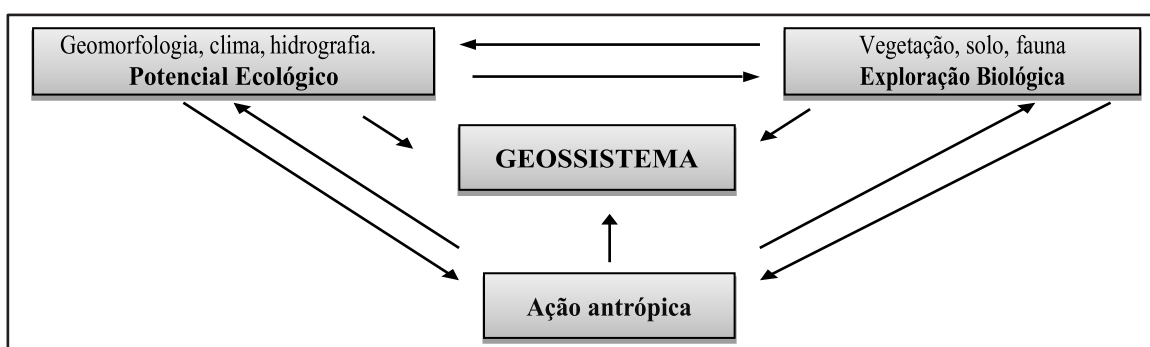 Geomorfologia, clima, hidrografia.
Potencial Ecológico
Vegetação, solo, fauna
Exploração Biológica
GEOSSISTEMA
Ação antrópica